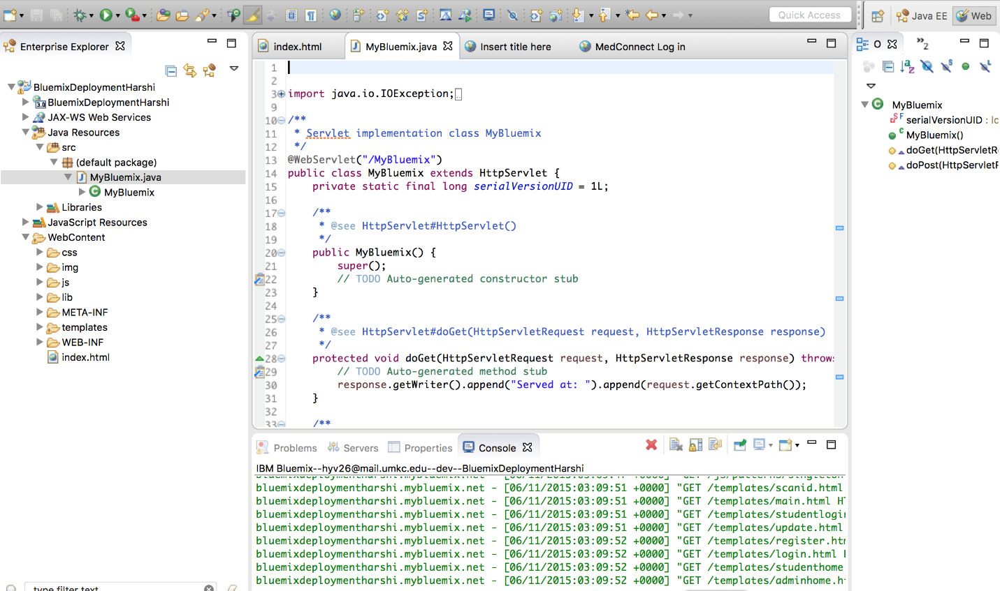 Quick Access
Java EE
Web
Enterprise Explorer
BluemixDeploymentHarshi
BluemixDeploymentHarshi
JAX-WS Web Services
Java Resources
src
(default package)
MyBluemix.java
MyBluemix
Libraries
JavaScript Resources
WebContent
css
img
js
lib
META-INF
templates
WEB-INF
index.html
type filter text
index.html
MyBluemix.java
Insert title here
MedConnect Log in
1
2
3 import java.io.IOException;
9
10 /**
11 * Servlet implementation class MyBluemix
12 */
13 @WebServlet("/MyBluemix")
14 public class MyBluemix extends HttpServlet {
15 private static final long serialVersionUID = 1L;
16
17 /**
18 * @see HttpServlet#HttpServlet()
19 */
20 public MyBluemix() {
21 super();
22 // TODO Auto-generated constructor stub
23 }
24
25 /**
26 * @see HttpServlet#doGet(HttpServletRequest request, HttpServletResponse response)
27 */
28 protected void doGet(HttpServletRequest request, HttpServletResponse response) throws
29 // TODO Auto-generated method stub
30 response.getWriter().append("Served at: ").append(request.getContextPath());
31 }
32
33 /**
Problems
Servers
Properties
Console
IBM Bluemix--hyv26@mail.umkc.edu--dev--BluemixDeploymentHarshi
bluemixdeploymentharshi.mybluemix.net - [06/11/2015:03:09:51 +0000] "GET /templates/scanid.html
bluemixdeploymentharshi.mybluemix.net - [06/11/2015:03:09:51 +0000] "GET /templates/main.html
bluemixdeploymentharshi.mybluemix.net - [06/11/2015:03:09:51 +0000] "GET /templates/studentlogin
bluemixdeploymentharshi.mybluemix.net - [06/11/2015:03:09:51 +0000] "GET /templates/update.html
bluemixdeploymentharshi.mybluemix.net - [06/11/2015:03:09:52 +0000] "GET /templates/register.htm
bluemixdeploymentharshi.mybluemix.net - [06/11/2015:03:09:52 +0000] "GET /templates/login.html
bluemixdeploymentharshi.mybluemix.net - [06/11/2015:03:09:52 +0000] "GET /templates/studenthome
bluemixdeploymentharshi.mybluemix.net - [06/11/2015:03:09:52 +0000] "GET /templates/adminhome.h
O
2
MyBluemix
serialVersionUID : lo
MyBluemix()
doGet(HttpServletR
doPost(HttpServletF